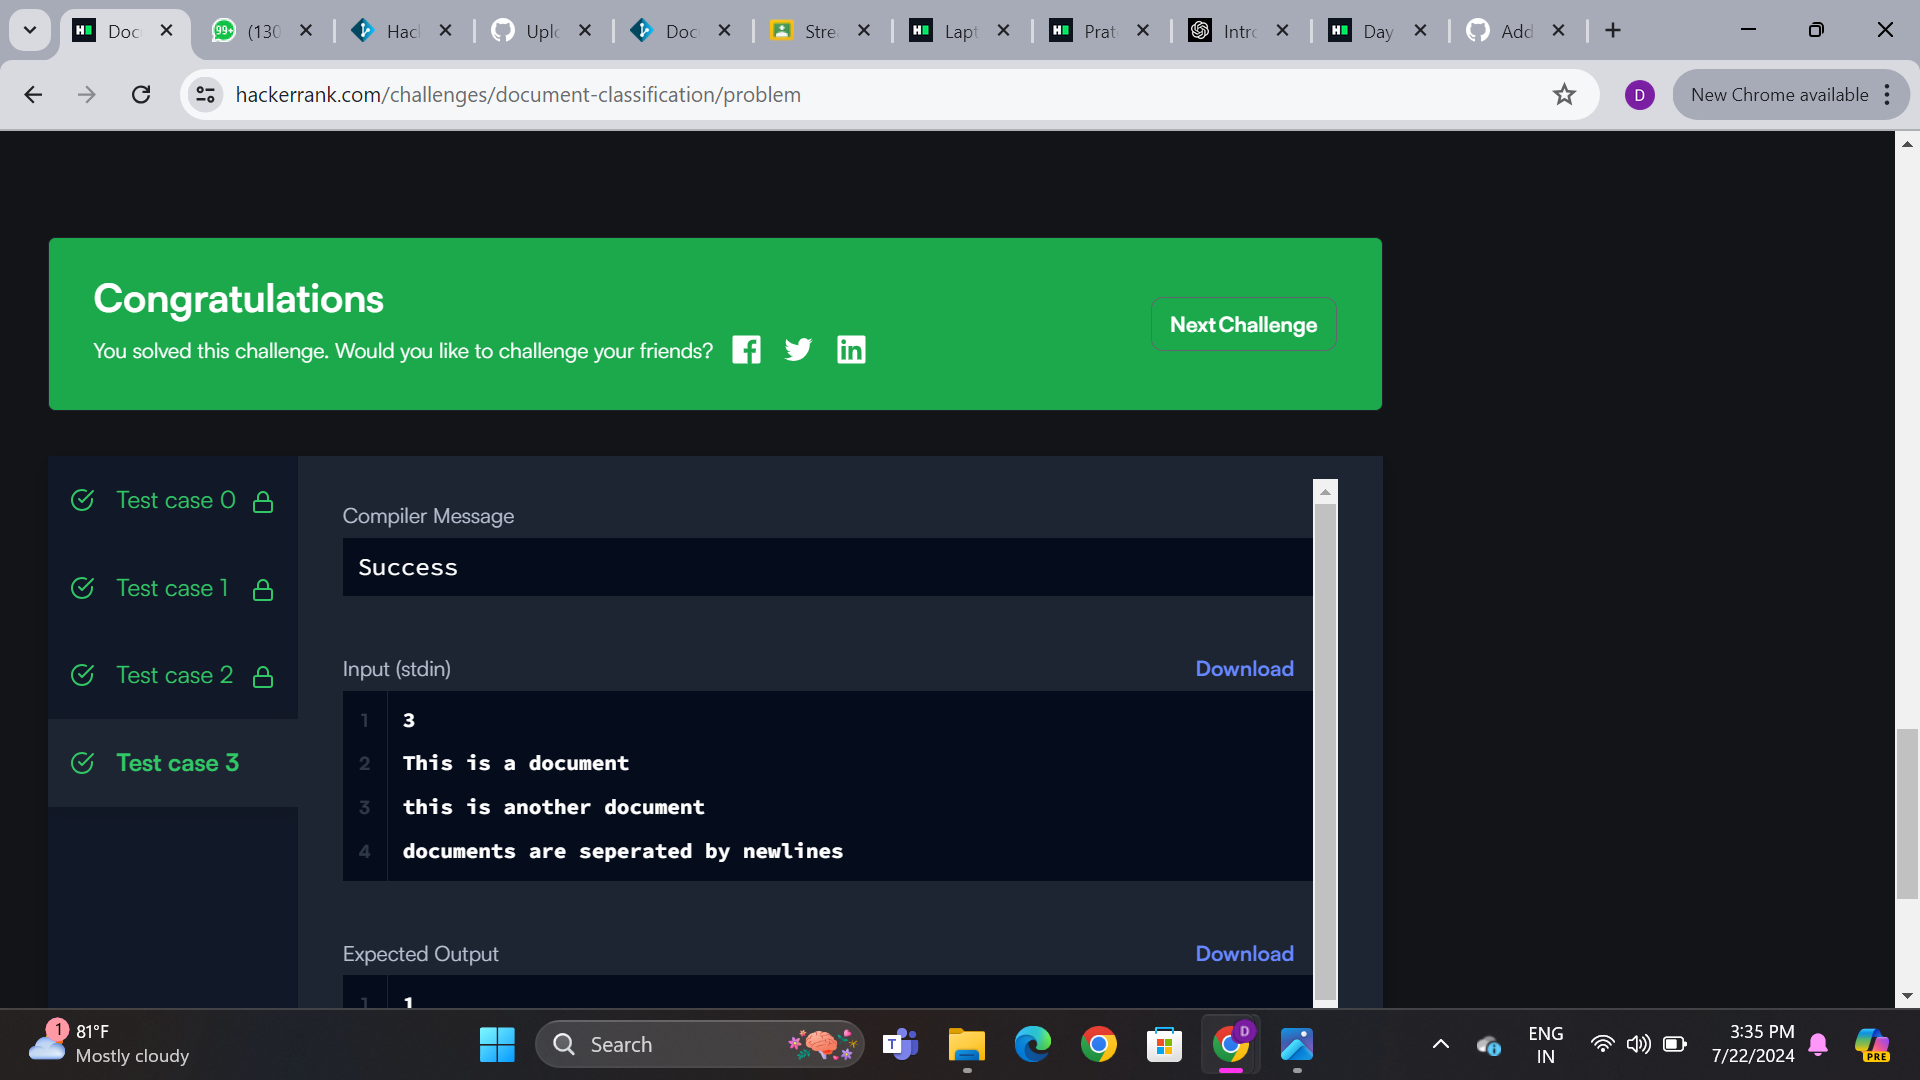 Doc
99+
(130
Hac
Uplo
Doc
Stre
Lapt
Prat
Intro
Day
Add
hackerrank.com/challenges/document-classification/problem
D
New Chrome available
Congratulations
You solved this challenge. Would you like to challenge your friends?
Next Challenge
Test case 0
Test case 1
Test case 2
Test case 3
Compiler Message
Success
Input (stdin)
Download
1 3
2 This is a document
3 this is another document
4 documents are seperated by newlines
Expected Output
Download
1 1
1
81°F
Mostly cloudy
Search
T
D
ENG
IN
3:35 PM
7/22/2024
PRE